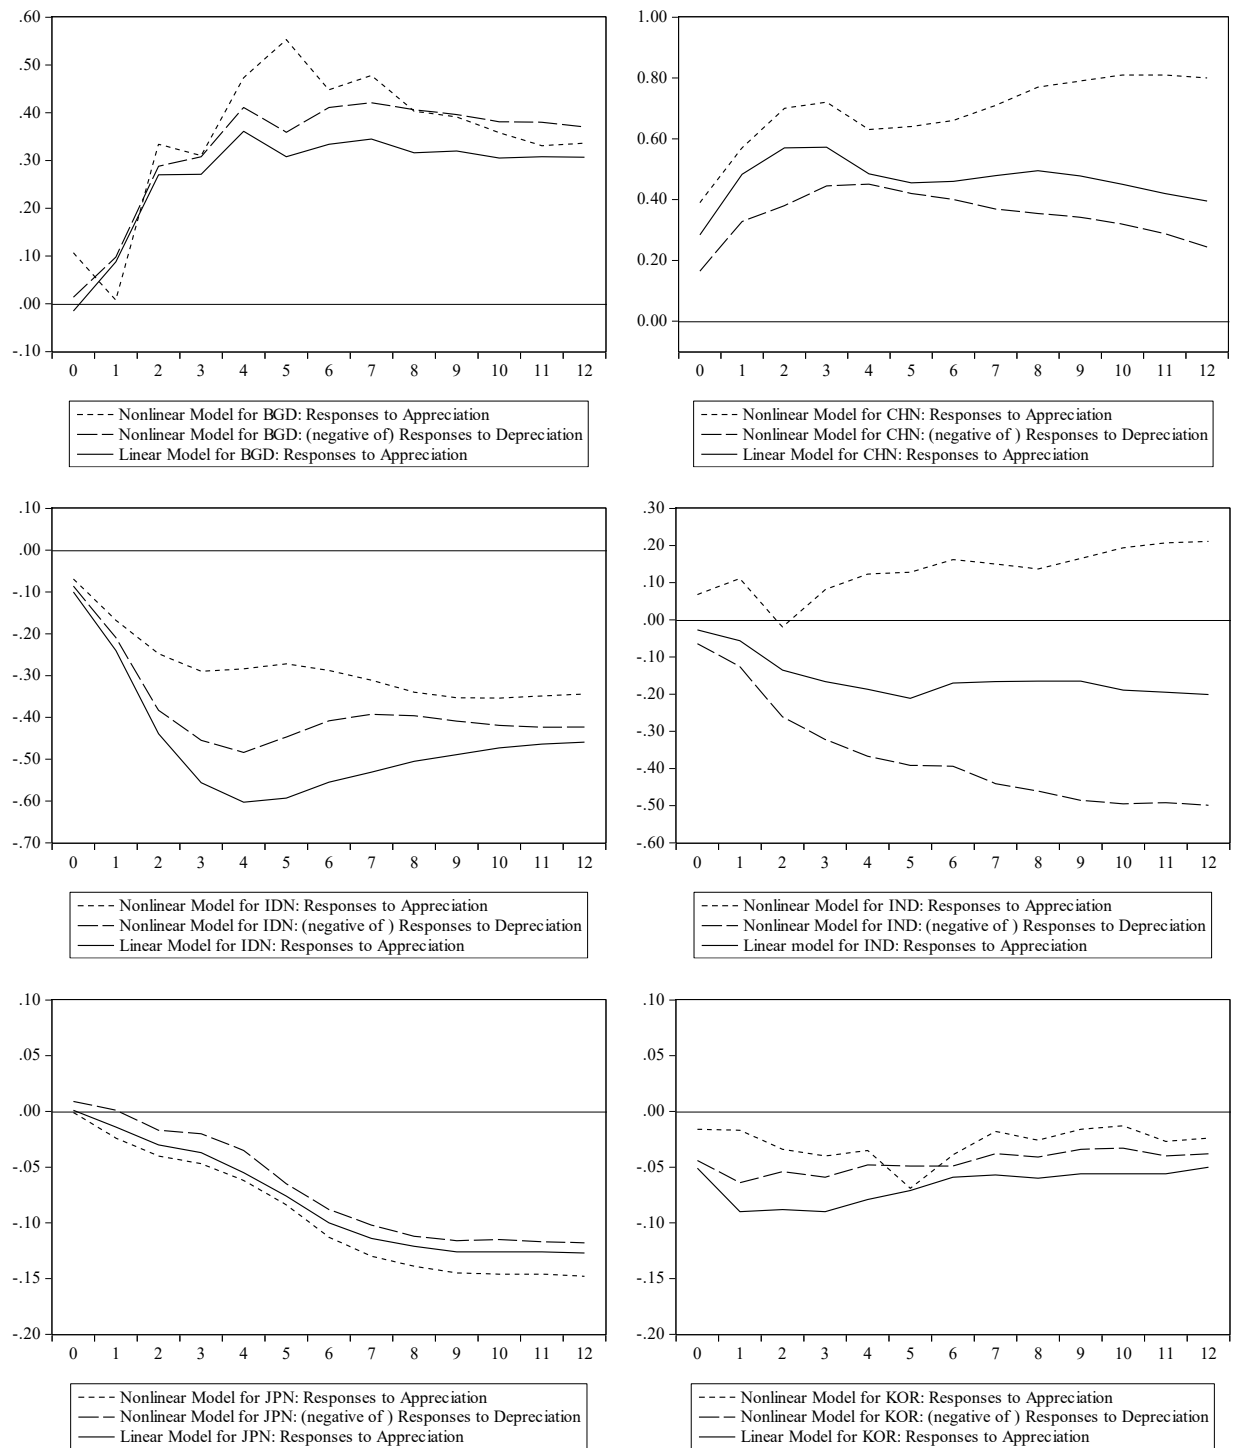 .60
.50
.40
.30
.20
.10
.00
-.10
0 1 2 3 4 5 6 7 8 9 10 11 12
Nonlinear Model for BGD: Responses to Appreciation
Nonlinear Model for BGD: (negative of) Responses to Depreciation
Linear Model for BGD: Responses to Appreciation
1.00
0.80
0.60
0.40
0.20
0.00
0 1 2 3 4 5 6 7 8 9 10 11 12
Nonlinear Model for CHN: Responses to Appreciation
Nonlinear Model for CHN: (negative of ) Responses to Depreciation
Linear Model for CHN: Responses to Appreciation
.10
.00
-.10
-.20
-.30
-.40
-.50
-.60
-.70
0 1 2 3 4 5 6 7 8 9 10 11 12
Nonlinear Model for IDN: Responses to Appreciation
Nonlinear Model for IDN: (negative of ) Responses to Depreciation
Linear Model for IDN: Responses to Appreciation
.30
.20
.10
.00
-.10
-.20
-.30
-.40
-.50
-.60
0 1 2 3 4 5 6 7 8 9 10 11 12
Nonlinear Model for IND: Responses to Appreciation
Nonlinear Model for IND: (negative of ) Responses to Depreciation
Linear model for IND: Responses to Appreciation
.10
.05
.00
-.05
-.10
-.15
-.20
0 1 2 3 4 5 6 7 8 9 10 11 12
Nonlinear Model for JPN: Responses to Appreciation
Nonlinear Model for JPN: (negative of ) Responses to Depreciation
Linear Model for JPN: Responses to Appreciation
.10
.05
.00
-.05
-.10
-.15
-.20
0 1 2 3 4 5 6 7 8 9 10 11 12
Nonlinear Model for KOR: Responses to Appreciation
Nonlinear Model for KOR: (negative of ) Responses to Depreciation
Linear Model for KOR: Responses to Appreciation